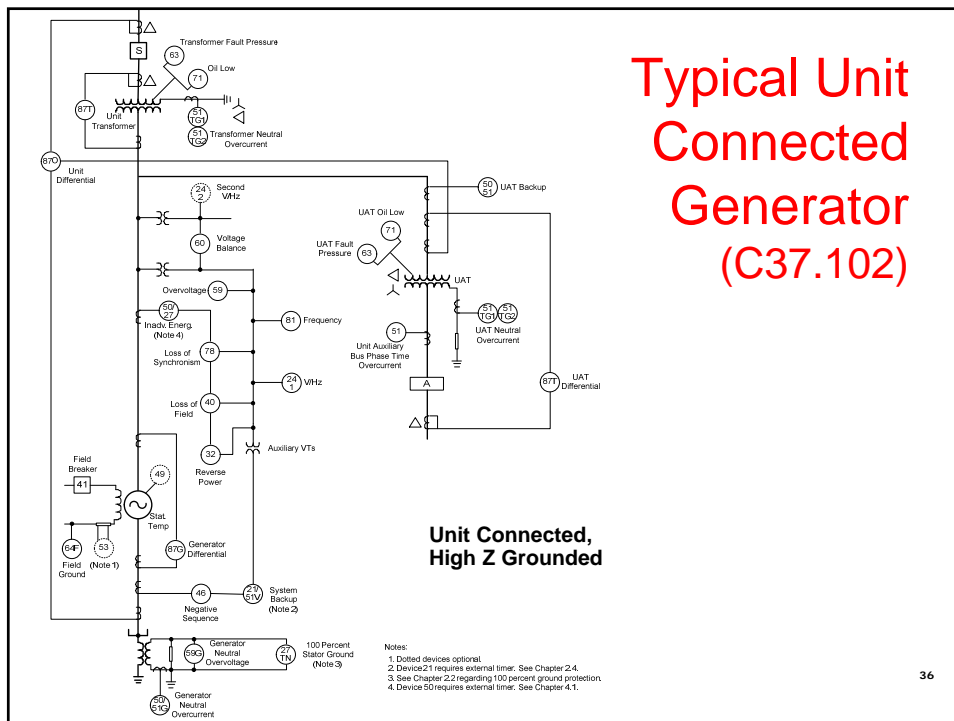 Typical Unit
Connected
Generator
(C37.102)
S
Transformer Fault Pressure
63
Oil Low
71
87T
Unit
Transformer
51
TG1
51
TG2
Transformer Neutral
Overcurrent
87O
Unit
Differential
24
2
Second
V/Hz
60
Voltage
Balance
Overvoltage
59
50/
27
Inadv. Energ.
(Note 4)
81
Frequency
Loss of
Synchronism
78
24
1
V/Hz
Loss of
Field
40
32
Reverse
Power
Auxiliary VTs
50
51
UAT Backup
UAT Oil Low
71
UAT Fault
Pressure
63
UAT
51
TG1
51
TG2
UAT Neutral
Overcurrent
51
Unit Auxiliary
Bus Phase Time
Overcurrent
A
87T
UAT
Differential
Field
Breaker
41
49
Stat.
Temp
64F
Field
Ground
53
(Note 1)
87G
Generator
Differential
46
Negative
Sequence
21/
51V
System
Backup
(Note 2)
Unit Connected,
High Z Grounded
59G
Generator
Neutral
Overvoltage
27
TN
100 Percent
Stator Ground
(Note 3)
50/
51G
Generator
Neutral
Overcurrent
Notes:
1. Dotted devices optional.
2. Device 21 requires external timer. See Chapter 2.4.
3. See Chapter 2.2 regarding 100 percent ground protection.
4. Device 50 requires external timer. See Chapter 4.1.
36